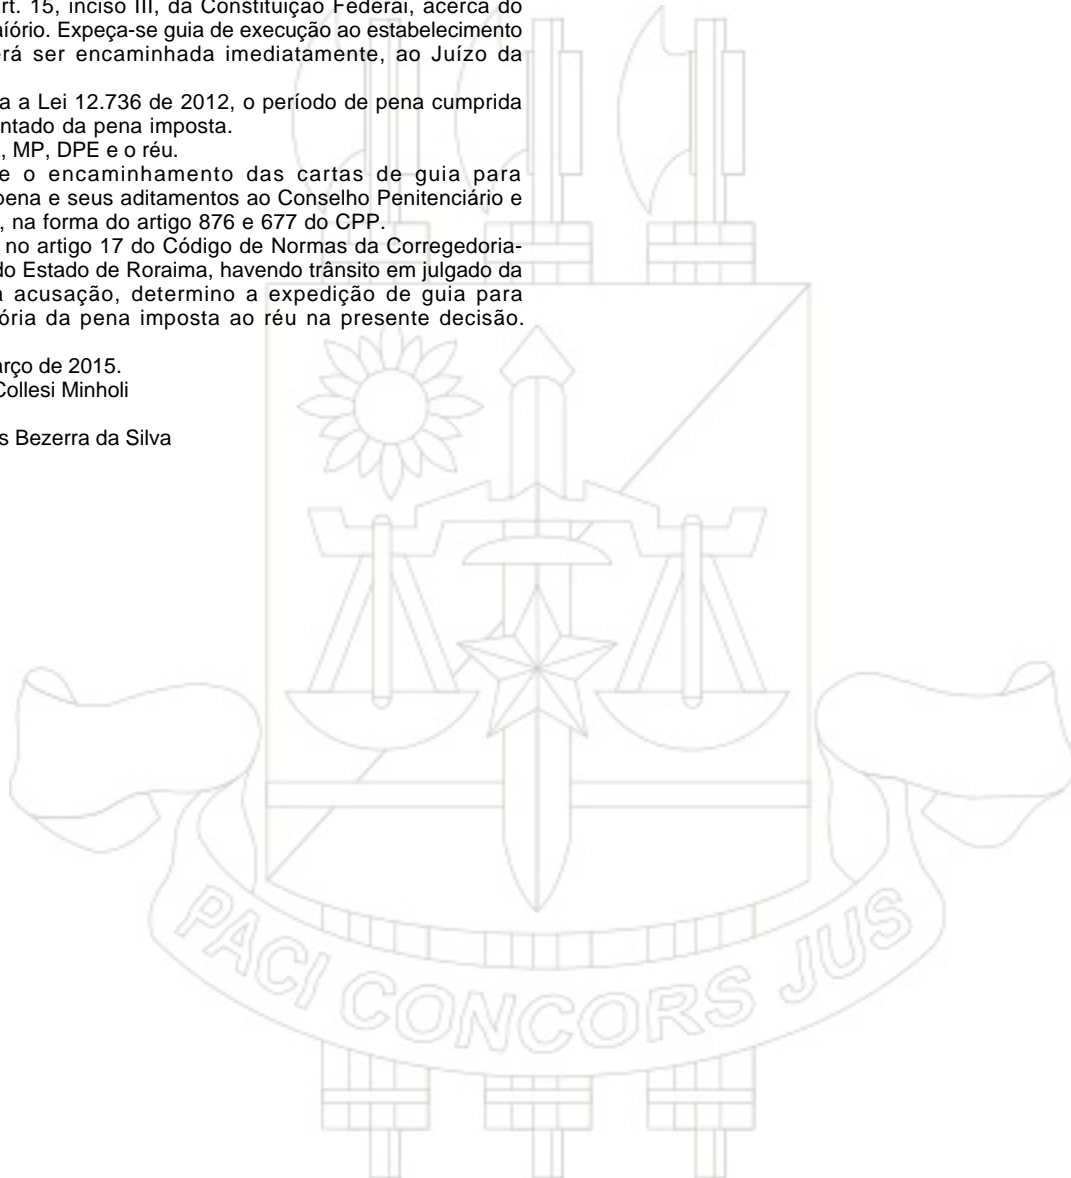 rt. 15, inciso III, da Constituição Federal, acerca do
aíório. Expeça-se guia de execução ao estabelecimento
erá ser encaminhada imediatamente, ao Juízo da
a a Lei 12.736 de 2012, o período de pena cumprida
ntado da pena imposta.
, MP, DPE e o réu.
e o encaminhamento das cartas de guia para
pena e seus aditamentos ao Conselho Penitenciário e
, na forma do artigo 876 e 677 do CPP.
no artigo 17 do Código de Normas da Corregedoria-
do Estado de Roraima, havendo trânsito em julgado da
a acusação, determino a expedição de guia para
ória da pena imposta ao réu na presente decisão.
arço de 2015.
Collesi Minholi
s Bezerra da Silva
PACI CONCORS JUS